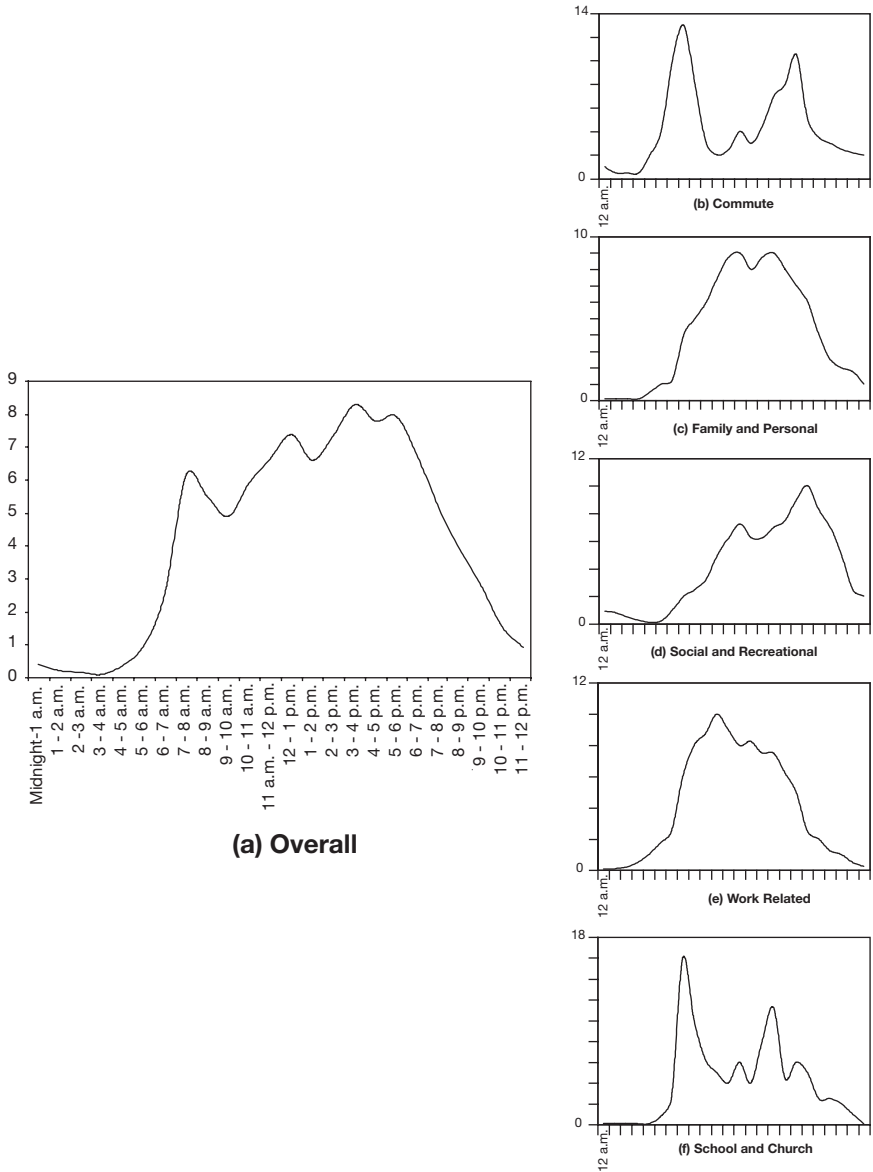 9
8
7
6
5
4
3
2
1
0
Midnight-1 a.m.
1 - 2 a.m.
2 -3 a.m.
3 - 4 a.m.
4 - 5 a.m.
5 - 6 a.m.
6 - 7 a.m.
7 - 8 a.m.
8 - 9 a.m.
9 - 10 a.m.
10 - 11 a.m.
11 a.m. - 12 p.m.
12 - 1 p.m.
1 - 2 p.m.
2 - 3 p.m.
3 - 4 p.m.
4 - 5 p.m.
5 - 6 p.m.
6 - 7 p.m.
7 - 8 p.m.
8 - 9 p.m.
9 - 10 p.m.
10 - 11 p.m.
11 - 12 p.m.
(a) Overall
14
0
12 a.m.
(b) Commute
10
0
12 a.m.
(c) Family and Personal
12
0
12 a.m.
(d) Social and Recreational
12
0
12 a.m.
(e) Work Related
18
0
12 a.m.
(f) School and Church